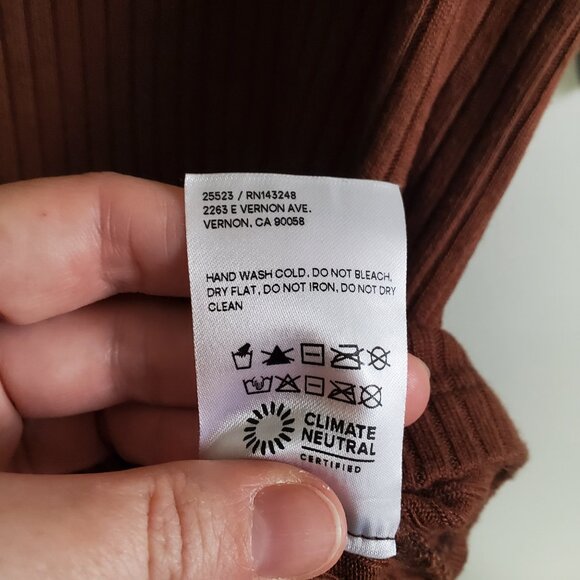 25523 / RN143248
2263 E VERNON AVE.
VERNON, CA 90058
HAND WASH COLD, DO NOT BLEACH,
DRY FLAT, DO NOT IRON, DO NOT DRY
CLEAN
CLIMATE
NEUTRAL
CERTIFIED